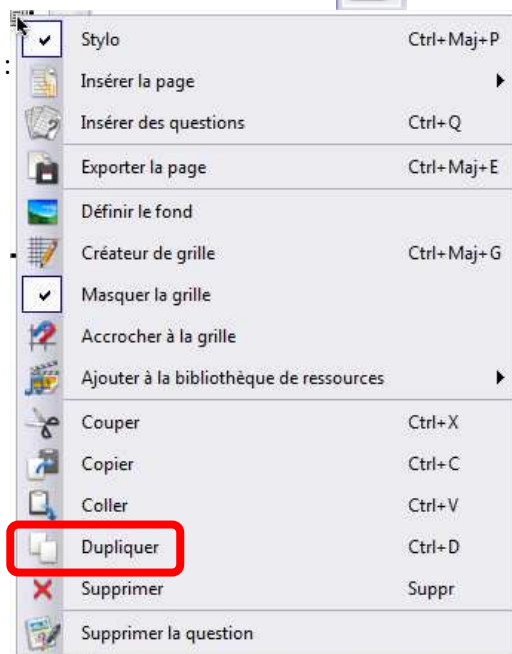 :
Stylo Ctrl+Maj+P
Insérer la page
Insérer des questions Ctrl+Q
Exporter la page Ctrl+Maj+E
Définir le fond
Créateur de grille Ctrl+Maj+G
Masquer la grille
Accrocher à la grille
Ajouter à la bibliothèque de ressources
Couper Ctrl+X
Copier Ctrl+C
Coller Ctrl+V
Dupliquer Ctrl+D
Supprimer Suppr
Supprimer la question